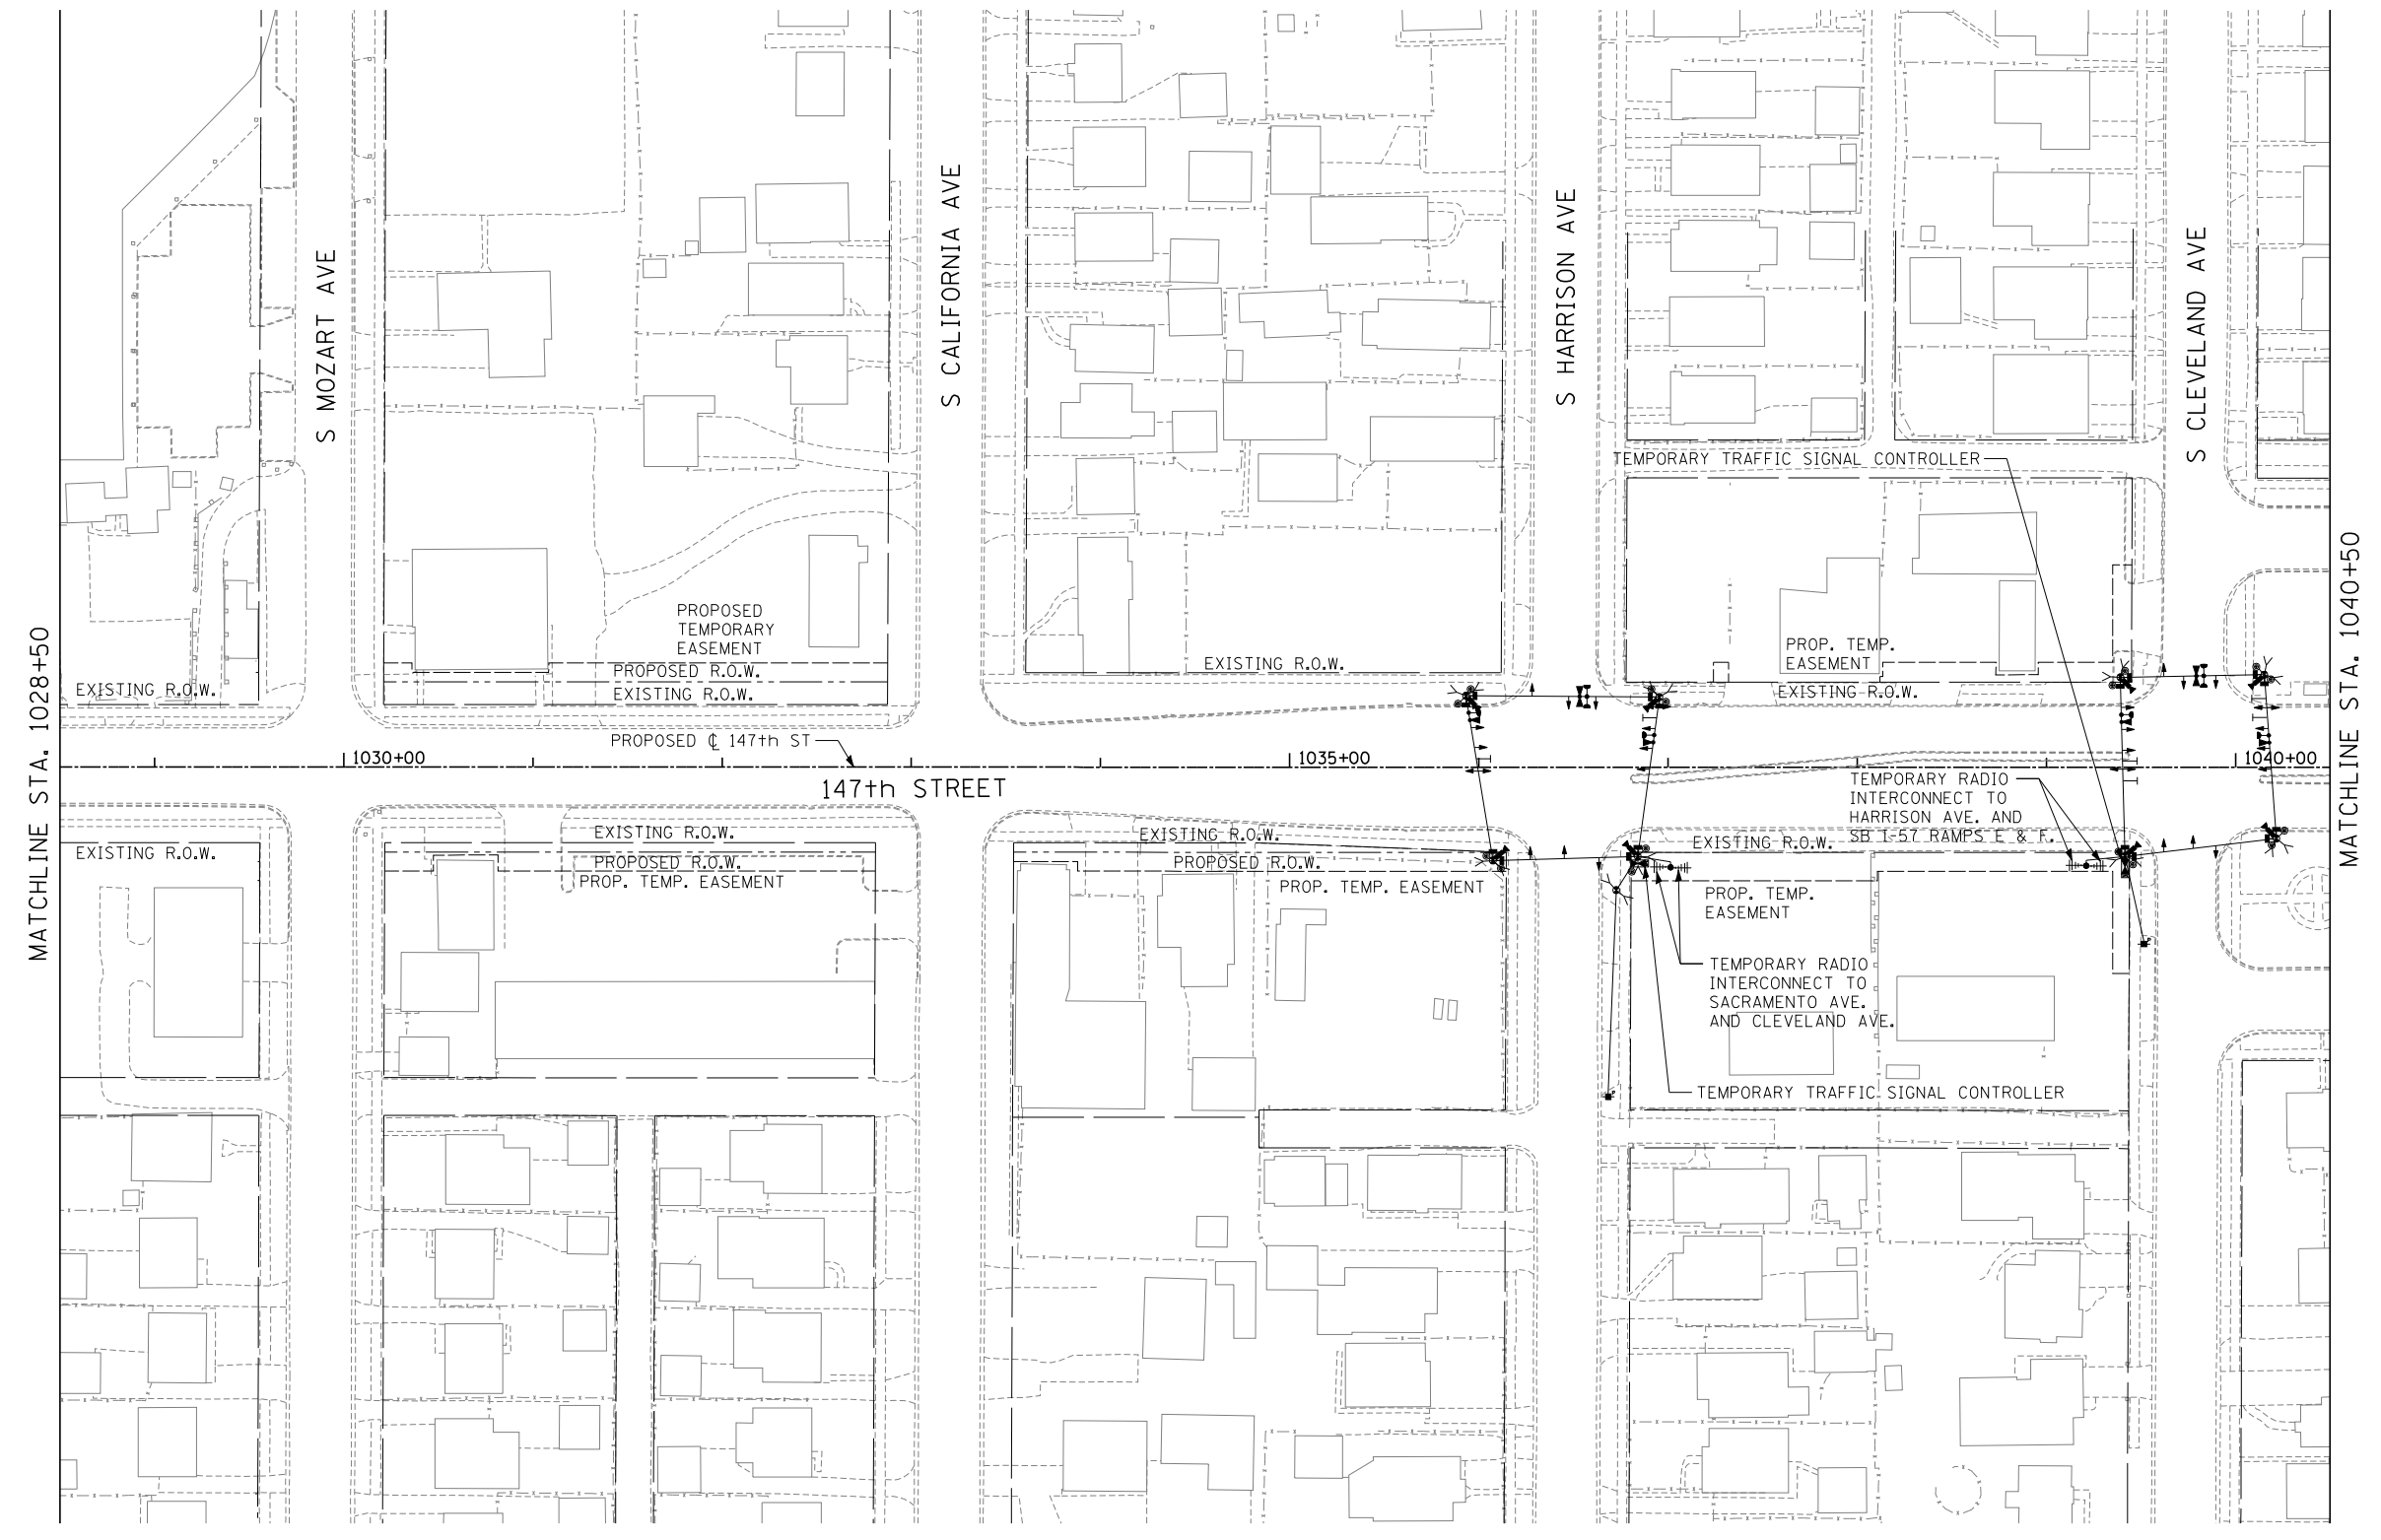 S MOZART AVE
S CALIFORNIA AVE
S HARRISON AVE
S CLEVELAND AVE
TEMPORARY TRAFFIC SIGNAL CONTROLLER
MATCHLINE STA. 1028+50
MATCHLINE STA. 1040+50
PROPOSED
TEMPORARY
EASEMENT
PROPOSED R.O.W.
EXISTING R.O.W.
EXISTING R.O.W.
EXISTING R.O.W.
PROP. TEMP.
EASEMENT
EXISTING R.O.W.
PROPOSED ℄ 147th ST
1030+00
1035+00
1040+00
147th STREET
TEMPORARY RADIO
INTERCONNECT TO
HARRISON AVE. AND
SB I-57 RAMPS E & F.
EXISTING R.O.W.
EXISTING R.O.W.
PROPOSED R.O.W.
PROP. TEMP. EASEMENT
EXISTING R.O.W.
PROPOSED R.O.W.
PROP. TEMP. EASEMENT
EXISTING R.O.W.
PROP. TEMP.
EASEMENT
TEMPORARY RADIO
INTERCONNECT TO
SACRAMENTO AVE.
AND CLEVELAND AVE.
TEMPORARY TRAFFIC SIGNAL CONTROLLER